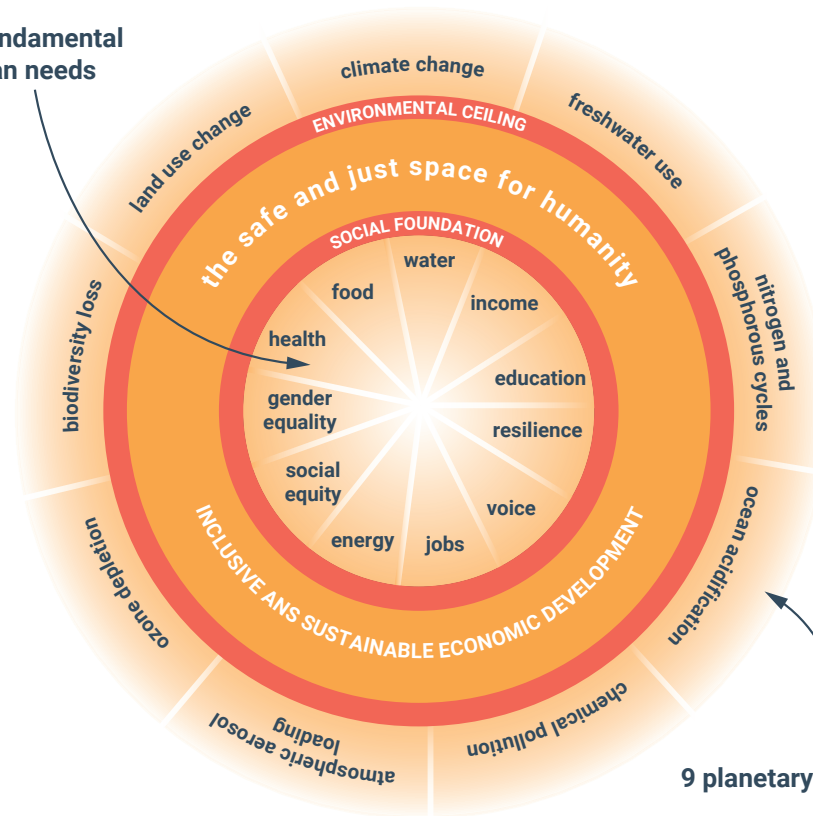 ndamental
an needs
climate change
freshwater use
nitrogen and
phosphorous cycles
ocean acidification
chemical pollution
atmospheric aerosol
loading
ozone depletion
biodiversity loss
land use change
ENVIRONMENTAL CEILING
the safe and just space for humanity
SOCIAL FOUNDATION
water
income
education
resilience
voice
jobs
energy
social
equity
gender
equality
health
food
INCLUSIVE ANS SUSTAINABLE ECONOMIC DEVELOPMENT
9 planetary